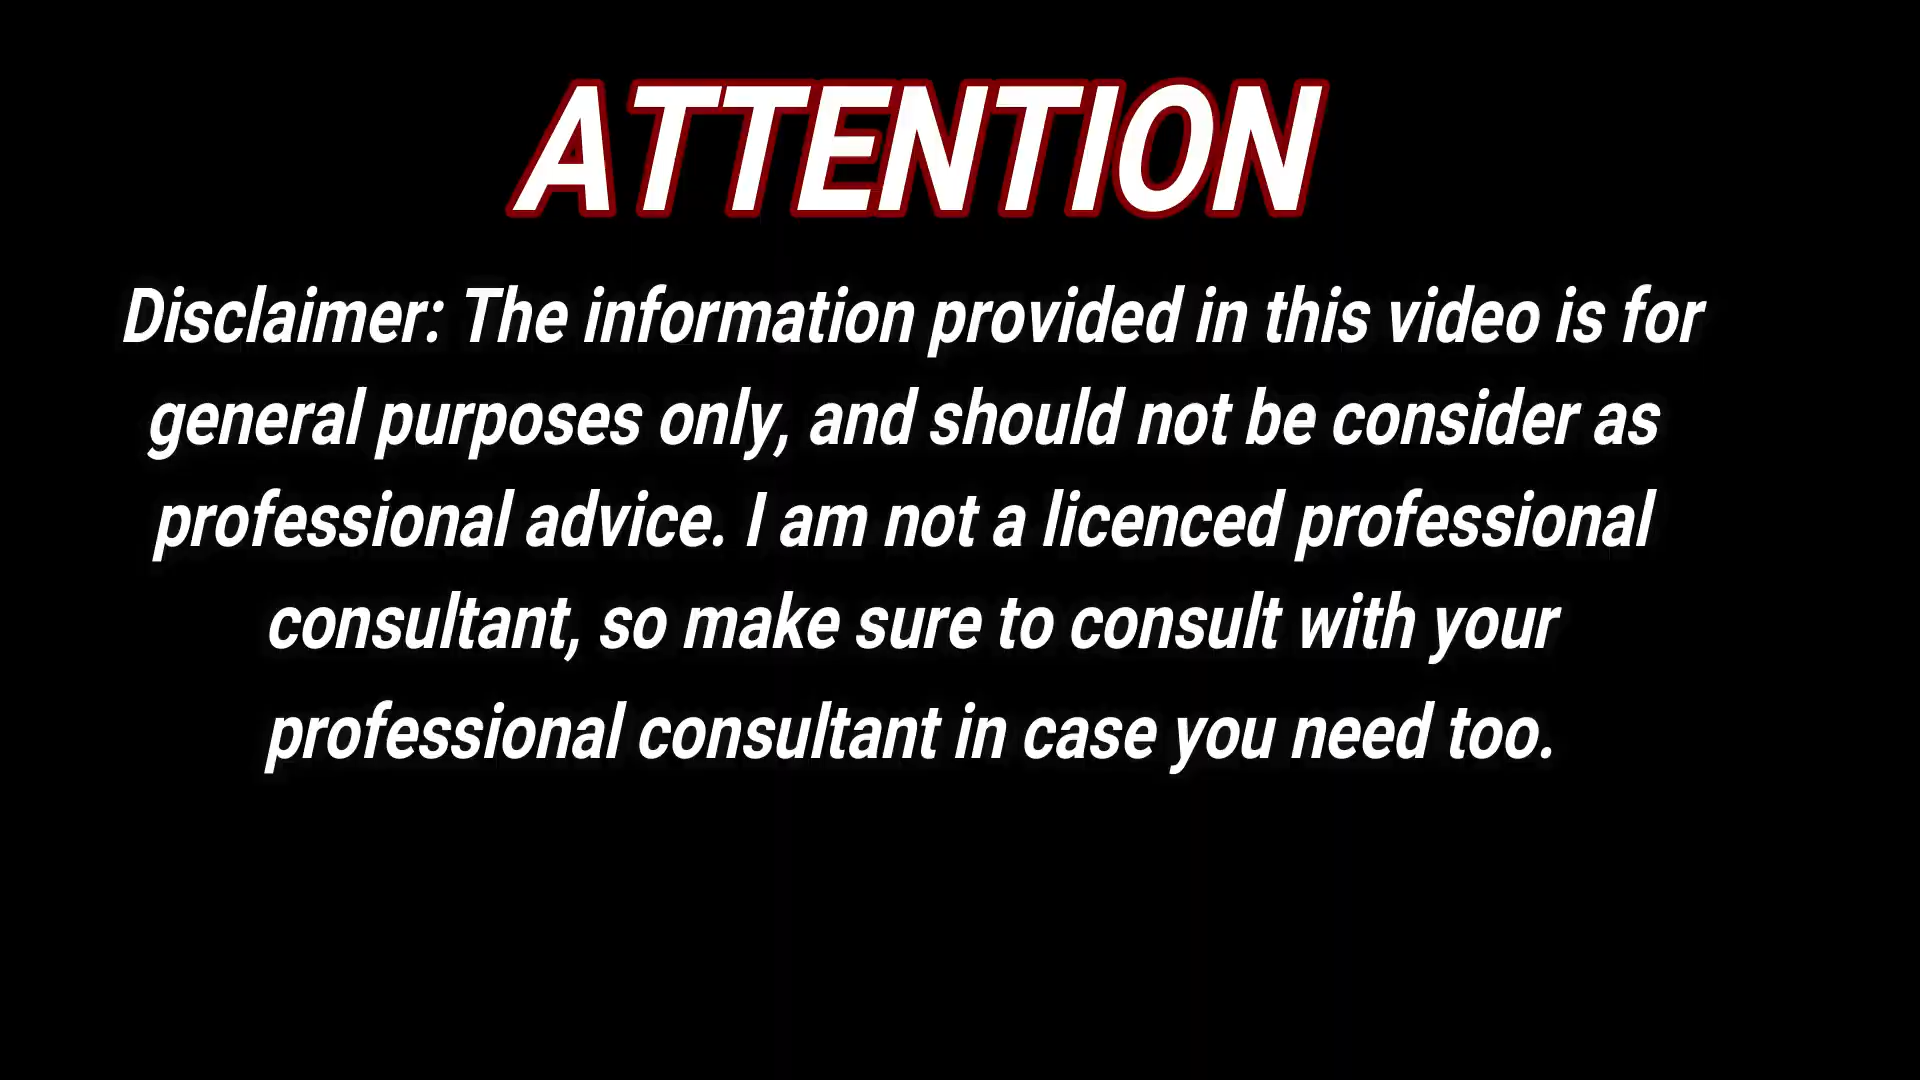 ATTENTION
Disclaimer: The information provided in this video is for
general purposes only, and should not be consider as
professional advice. I am not a licenced professional
consultant, so make sure to consult with your
professional consultant in case you need too.